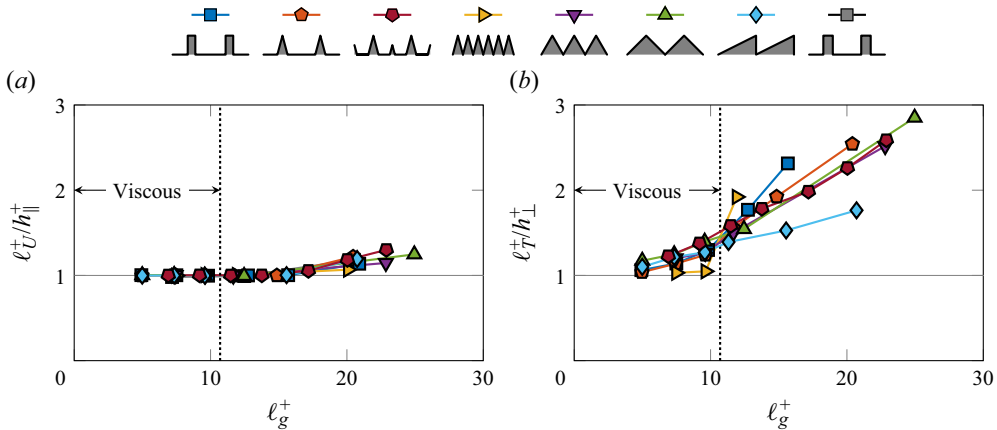 (a)
(b)
3
2
1
0
10
20
30
Viscous
ℓ_U^+/h_∥^+
ℓ_g^+
3
2
1
0
10
20
30
Viscous
ℓ_T^+/h_⊥^+
ℓ_g^+